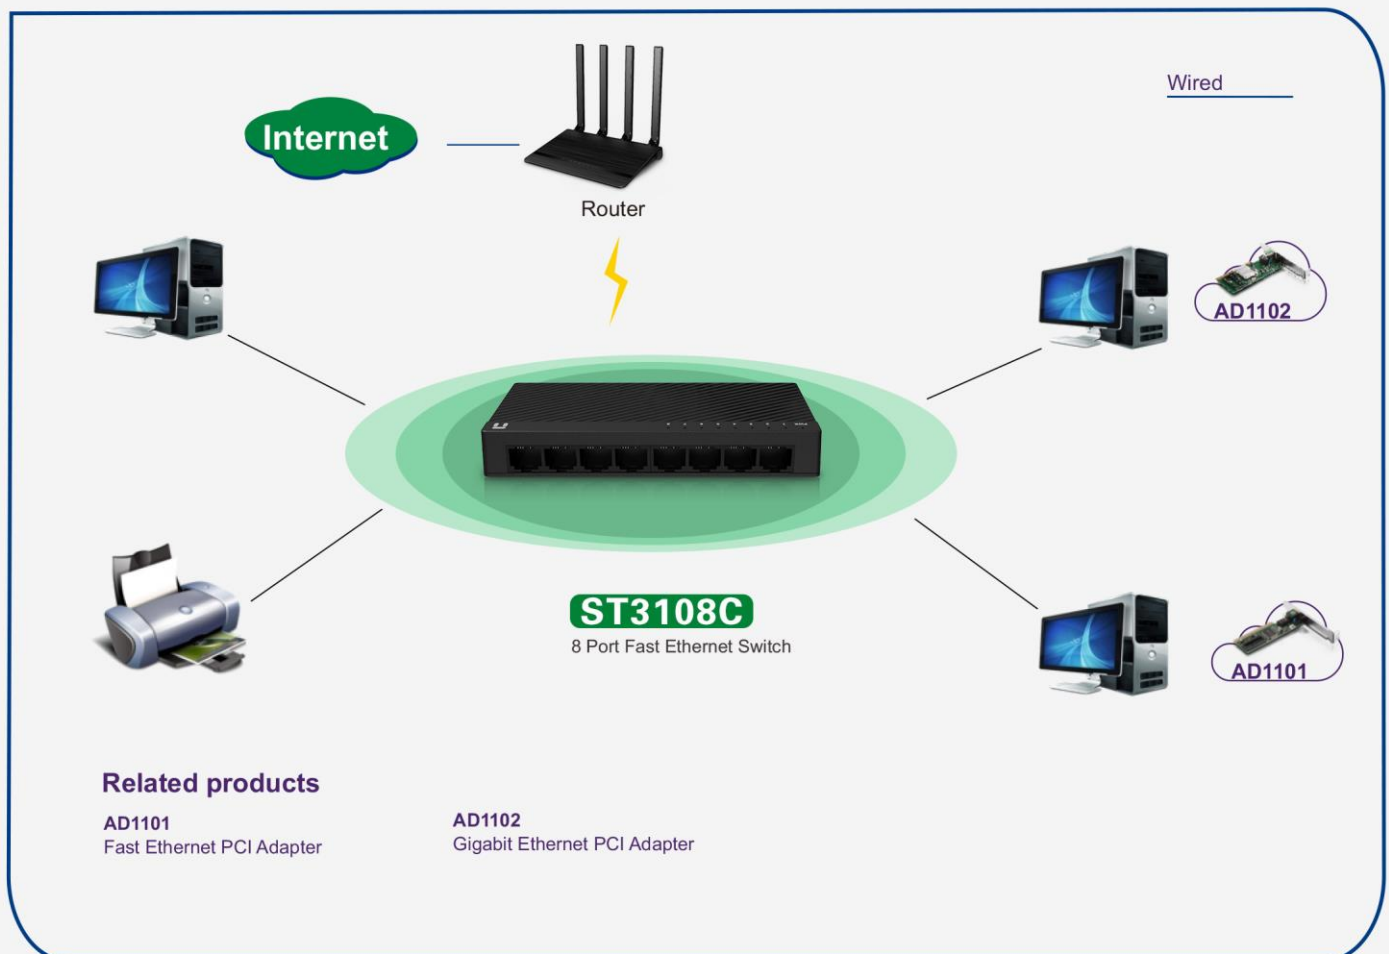 Wired
Internet
Router
AD1102
ST3108C
8 Port Fast Ethernet Switch
AD1101
Related products
AD1101
Fast Ethernet PCI Adapter
AD1102
Gigabit Ethernet PCI Adapter